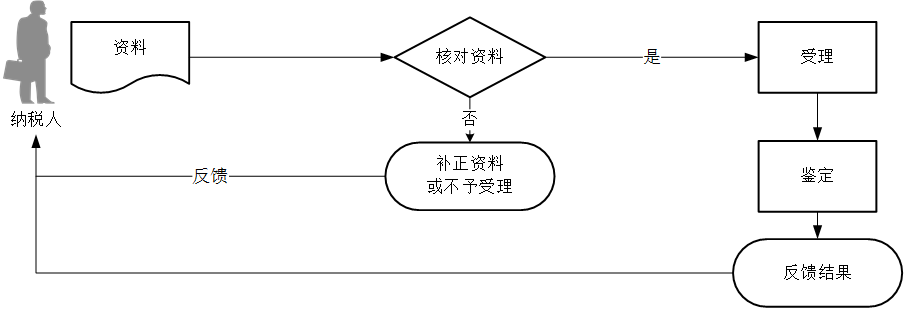 资料
核对资料
是
受理
纳税人
否
补正资料
或不予受理
反馈
鉴定
反馈结果